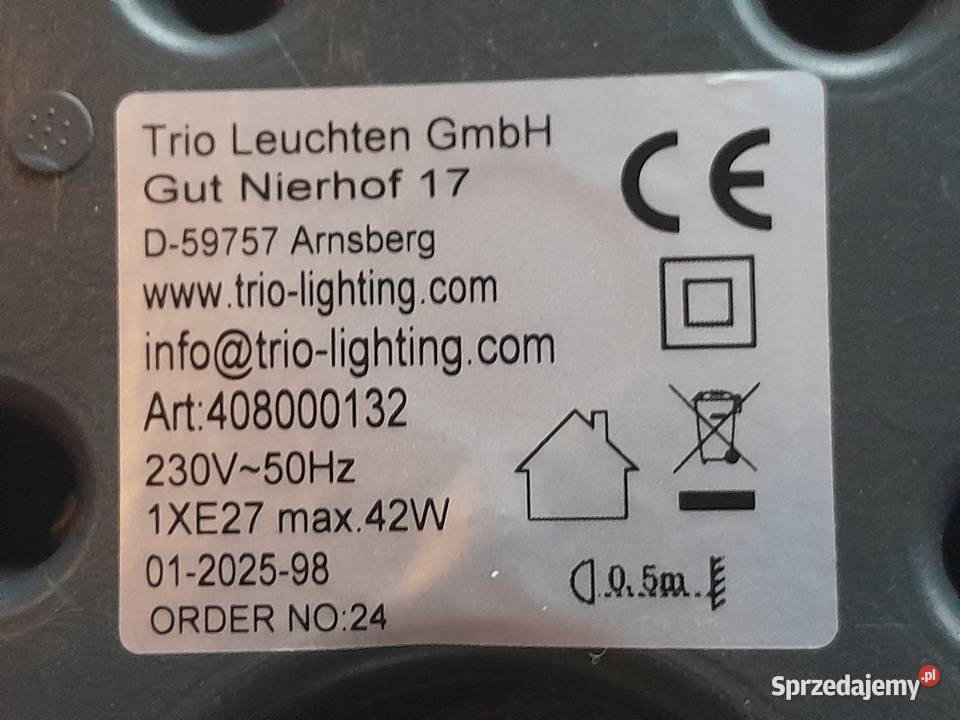 Trio Leuchten GmbH
Gut Nierhof 17
D-59757 Arnsberg
www.trio-lighting.com
info@trio-lighting.com
Art:408000132
230V~50Hz
1XE27 max.42W
01-2025-98
ORDER NO:24
CE
0.5m
Sprzedajemy.pl